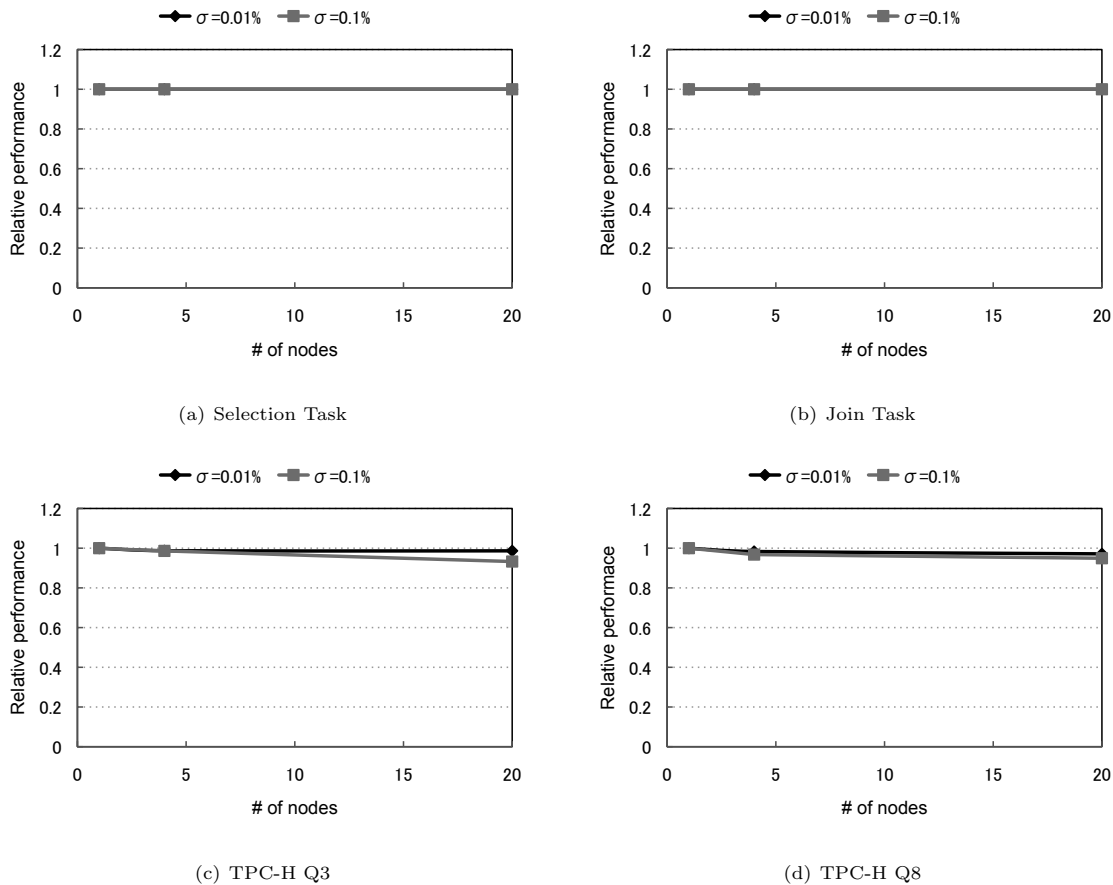 σ=0.01% σ=0.1%
1.2
1
0.8
0.6
0.4
0.2
0
Relative performance
0 5 10 15 20
# of nodes
(a) Selection Task
σ=0.01% σ=0.1%
1.2
1
0.8
0.6
0.4
0.2
0
Relative performance
0 5 10 15 20
# of nodes
(b) Join Task
σ=0.01% σ=0.1%
1.2
1
0.8
0.6
0.4
0.2
0
Relative performance
0 5 10 15 20
# of nodes
(c) TPC-H Q3
σ=0.01% σ=0.1%
1.2
1
0.8
0.6
0.4
0.2
0
Relative performace
0 5 10 15 20
# of nodes
(d) TPC-H Q8